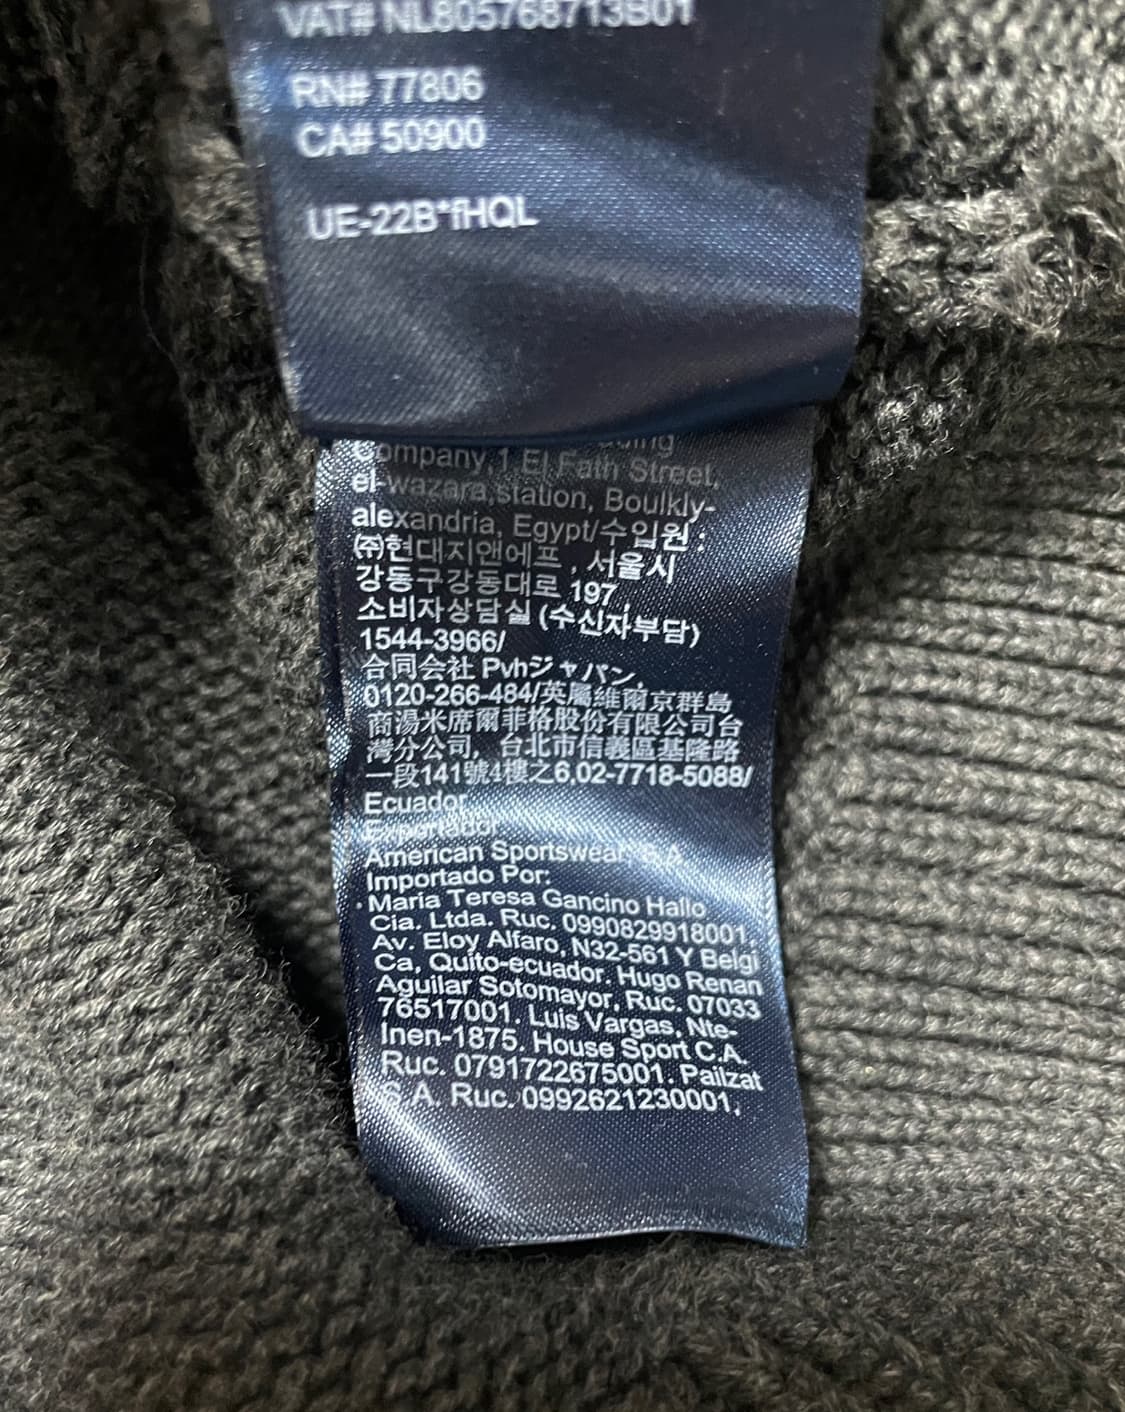 VAT# NL805768713B01
RN# 77806
CA# 50900
UE-22B*fHQL
Company,1 El Fath Street,
el-wazara,station, Boulkly-
alexandria, Egypt/수입원 :
㈜현대지앤에프 , 서울시
강동구강동대로 197
소비자상담실 (수신자부담)
1544-3966/
合同会社 Pvhジャパン,
0120-266-484/英屬維爾京群島
商湯米席爾菲格股份有限公司台
灣分公司, 台北市信義區基隆路
一段141號4樓之6,02-7718-5088/
Ecuador
Exportador
American Sportswear, S.A.
Importado Por:
Maria Teresa Gancino Hallo
Cia. Ltda. Ruc. 0990829918001,
Av. Eloy Alfaro, N32-561 Y Belgi
Ca, Quito-ecuador. Hugo Renan
Aguilar Sotomayor, Ruc. 07033
76517001. Luis Vargas, Nte-
Inen-1875. House Sport C.A.
Ruc. 0791722675001. Pailzat
S.A. Ruc. 0992621230001,